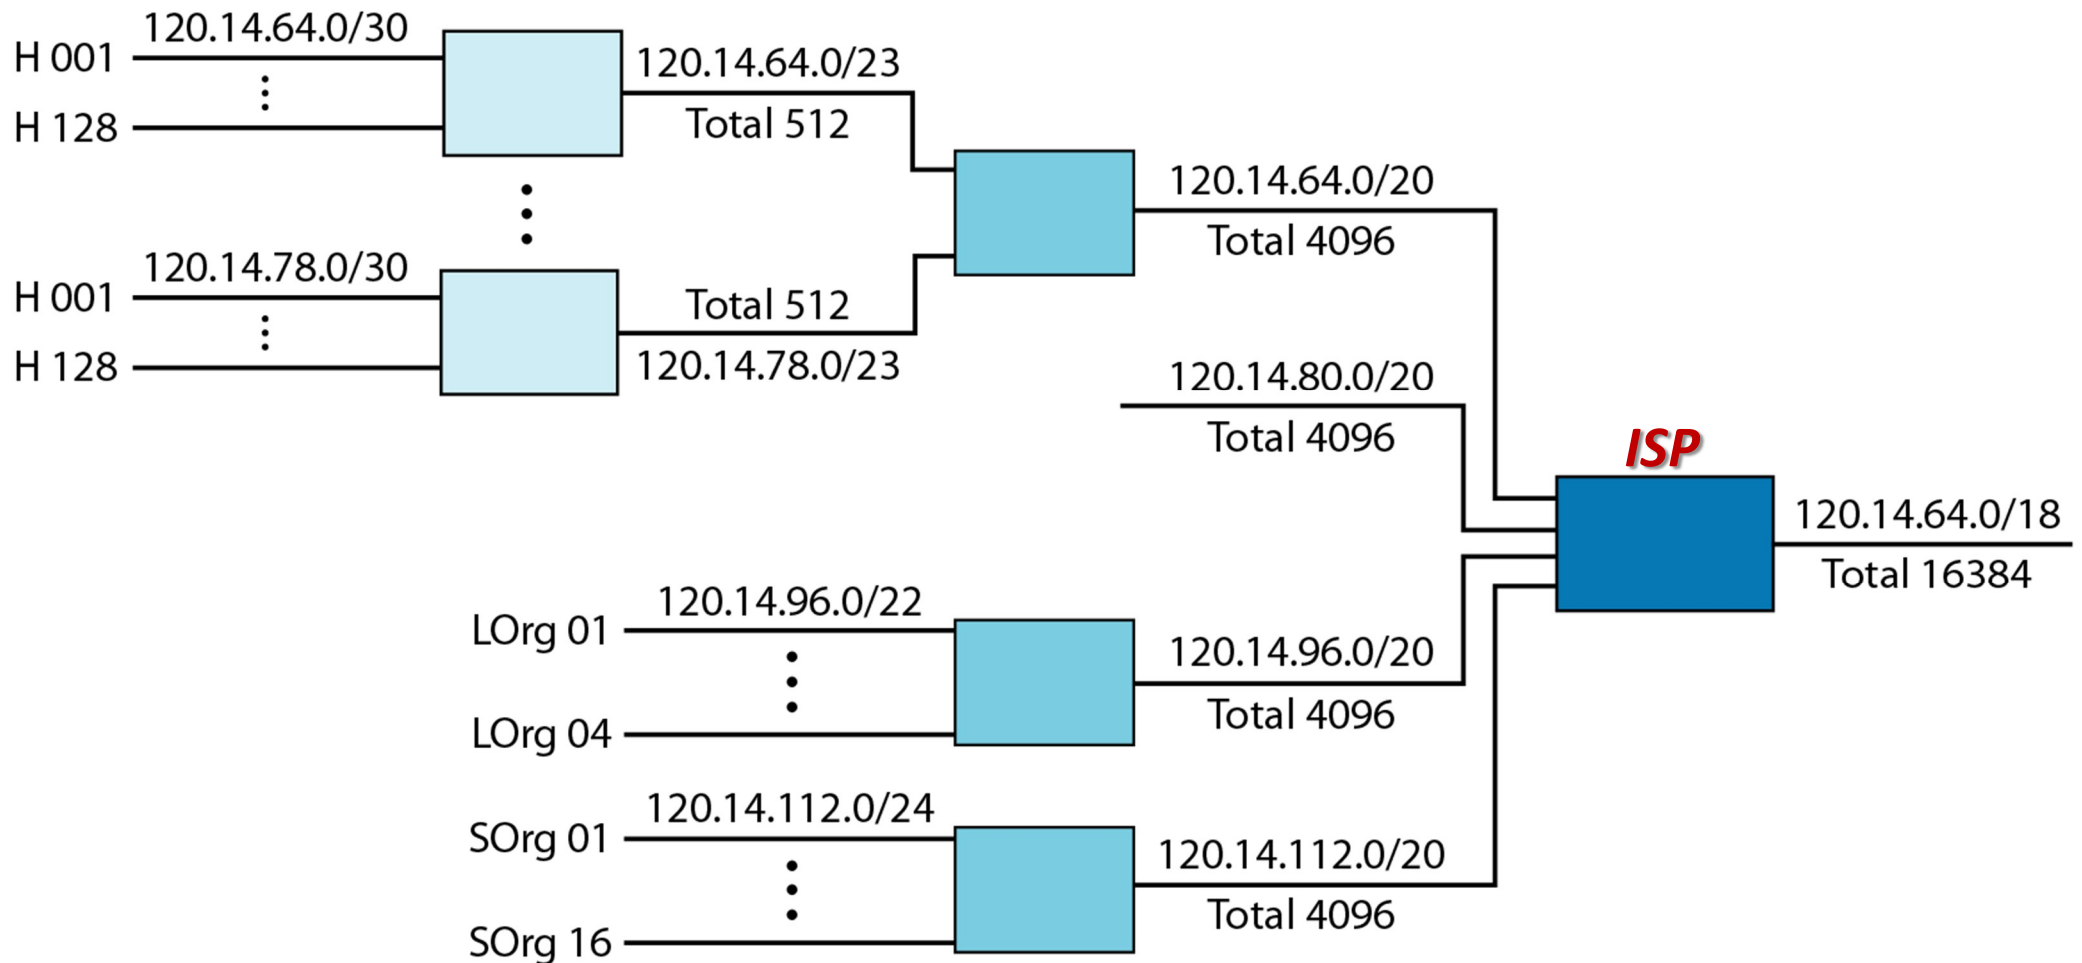 120.14.64.0/30
H 001
H 128
120.14.64.0/23
Total 512
120.14.78.0/30
H 001
H 128
Total 512
120.14.78.0/23
120.14.64.0/20
Total 4096
120.14.80.0/20
Total 4096
ISP
120.14.64.0/18
Total 16384
120.14.96.0/22
LOrg 01
LOrg 04
120.14.96.0/20
Total 4096
120.14.112.0/24
SOrg 01
SOrg 16
120.14.112.0/20
Total 4096